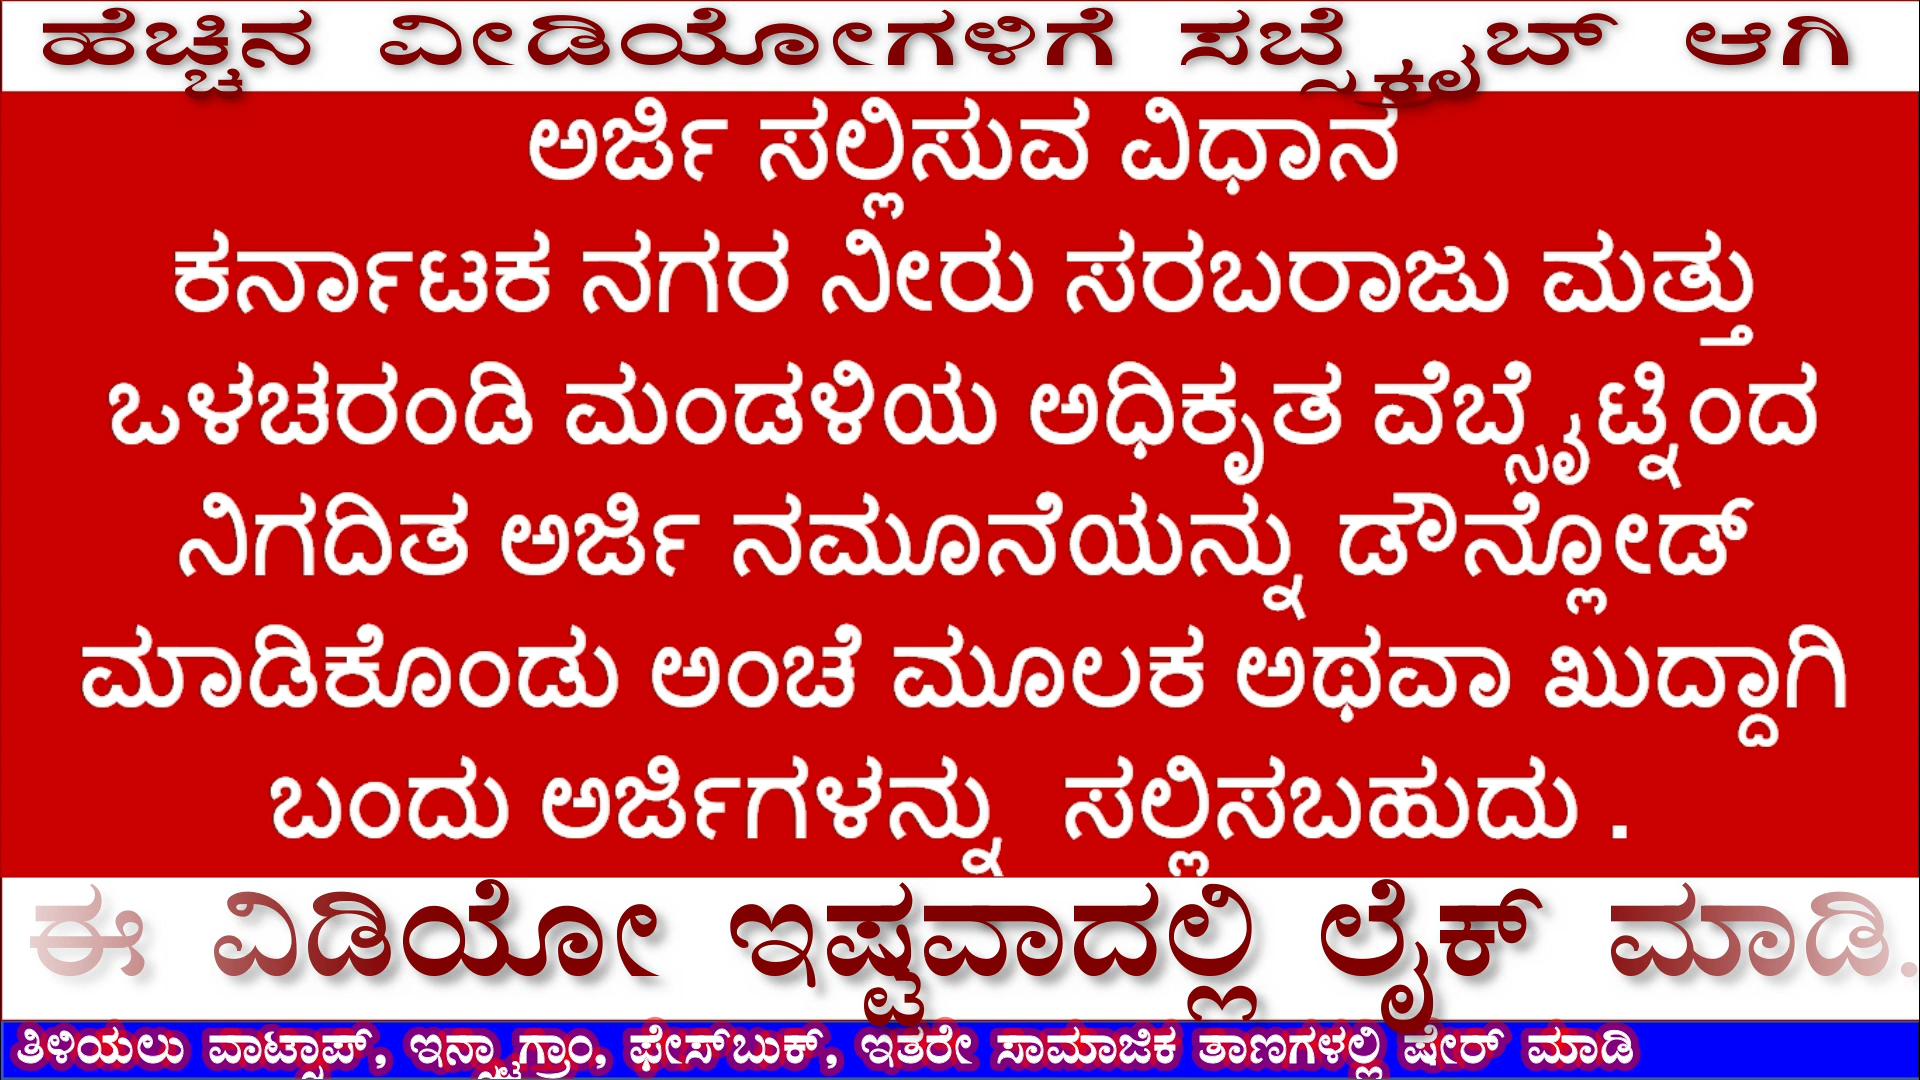 ಹೆಚ್ಚಿನ ವೀಡಿಯೋಗಳಿಗೆ ಸಬ್ಸ್ಕ್ರೈಬ್ ಆಗಿ
ಅರ್ಜಿ ಸಲ್ಲಿಸುವ ವಿಧಾನ
ಕರ್ನಾಟಕ ನಗರ ನೀರು ಸರಬರಾಜು ಮತ್ತು
ಒಳಚರಂಡಿ ಮಂಡಳಿಯ ಅಧಿಕೃತ ವೆಬ್ಸೈಟ್ನಿಂದ
ನಿಗದಿತ ಅರ್ಜಿ ನಮೂನೆಯನ್ನು ಡೌನ್ಲೋಡ್
ಮಾಡಿಕೊಂಡು ಅಂಚೆ ಮೂಲಕ ಅಥವಾ ಖುದ್ದಾಗಿ
ಬಂದು ಅರ್ಜಿಗಳನ್ನು ಸಲ್ಲಿಸಬಹುದು .
ಈ ವಿಡಿಯೋ ಇಷ್ಟವಾದಲ್ಲಿ ಲೈಕ್ ಮಾಡಿ.
ತಿಳಿಯಲು ವಾಟ್ಸಾಪ್, ಇನ್ಸ್ಟಾಗ್ರಾಂ, ಫೇಸ್‌ಬುಕ್, ಇತರೇ ಸಾಮಾಜಿಕ ತಾಣಗಳಲ್ಲಿ ಷೇರ್ ಮಾಡಿ